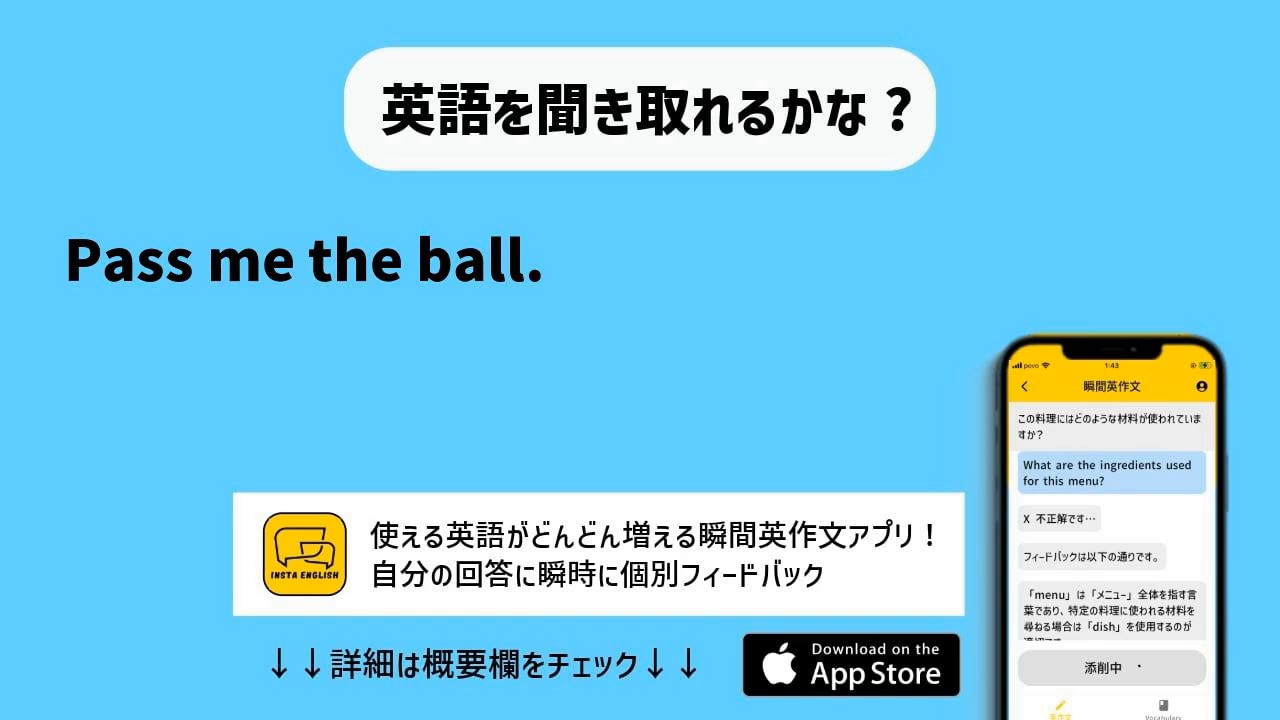 英語を聞き取れるかな？
Pass me the ball.
povo
1:43
瞬間英作文
この料理にはどのような材料が使われていま
すか？
What are the ingredients used
for this menu?
X 不正解です…
フィードバックは以下の通りです。
「menu」は「メニュー」全体を指す言
葉であり、特定の料理に使われる材料を
尋ねる場合は「dish」を使用するのが
添削中 ・
英作文
Vocabulary
INSTA ENGLISH
使える英語がどんどん増える瞬間英作文アプリ！
自分の回答に瞬時に個別フィードバック
↓↓詳細は概要欄をチェック↓↓
Download on the
App Store